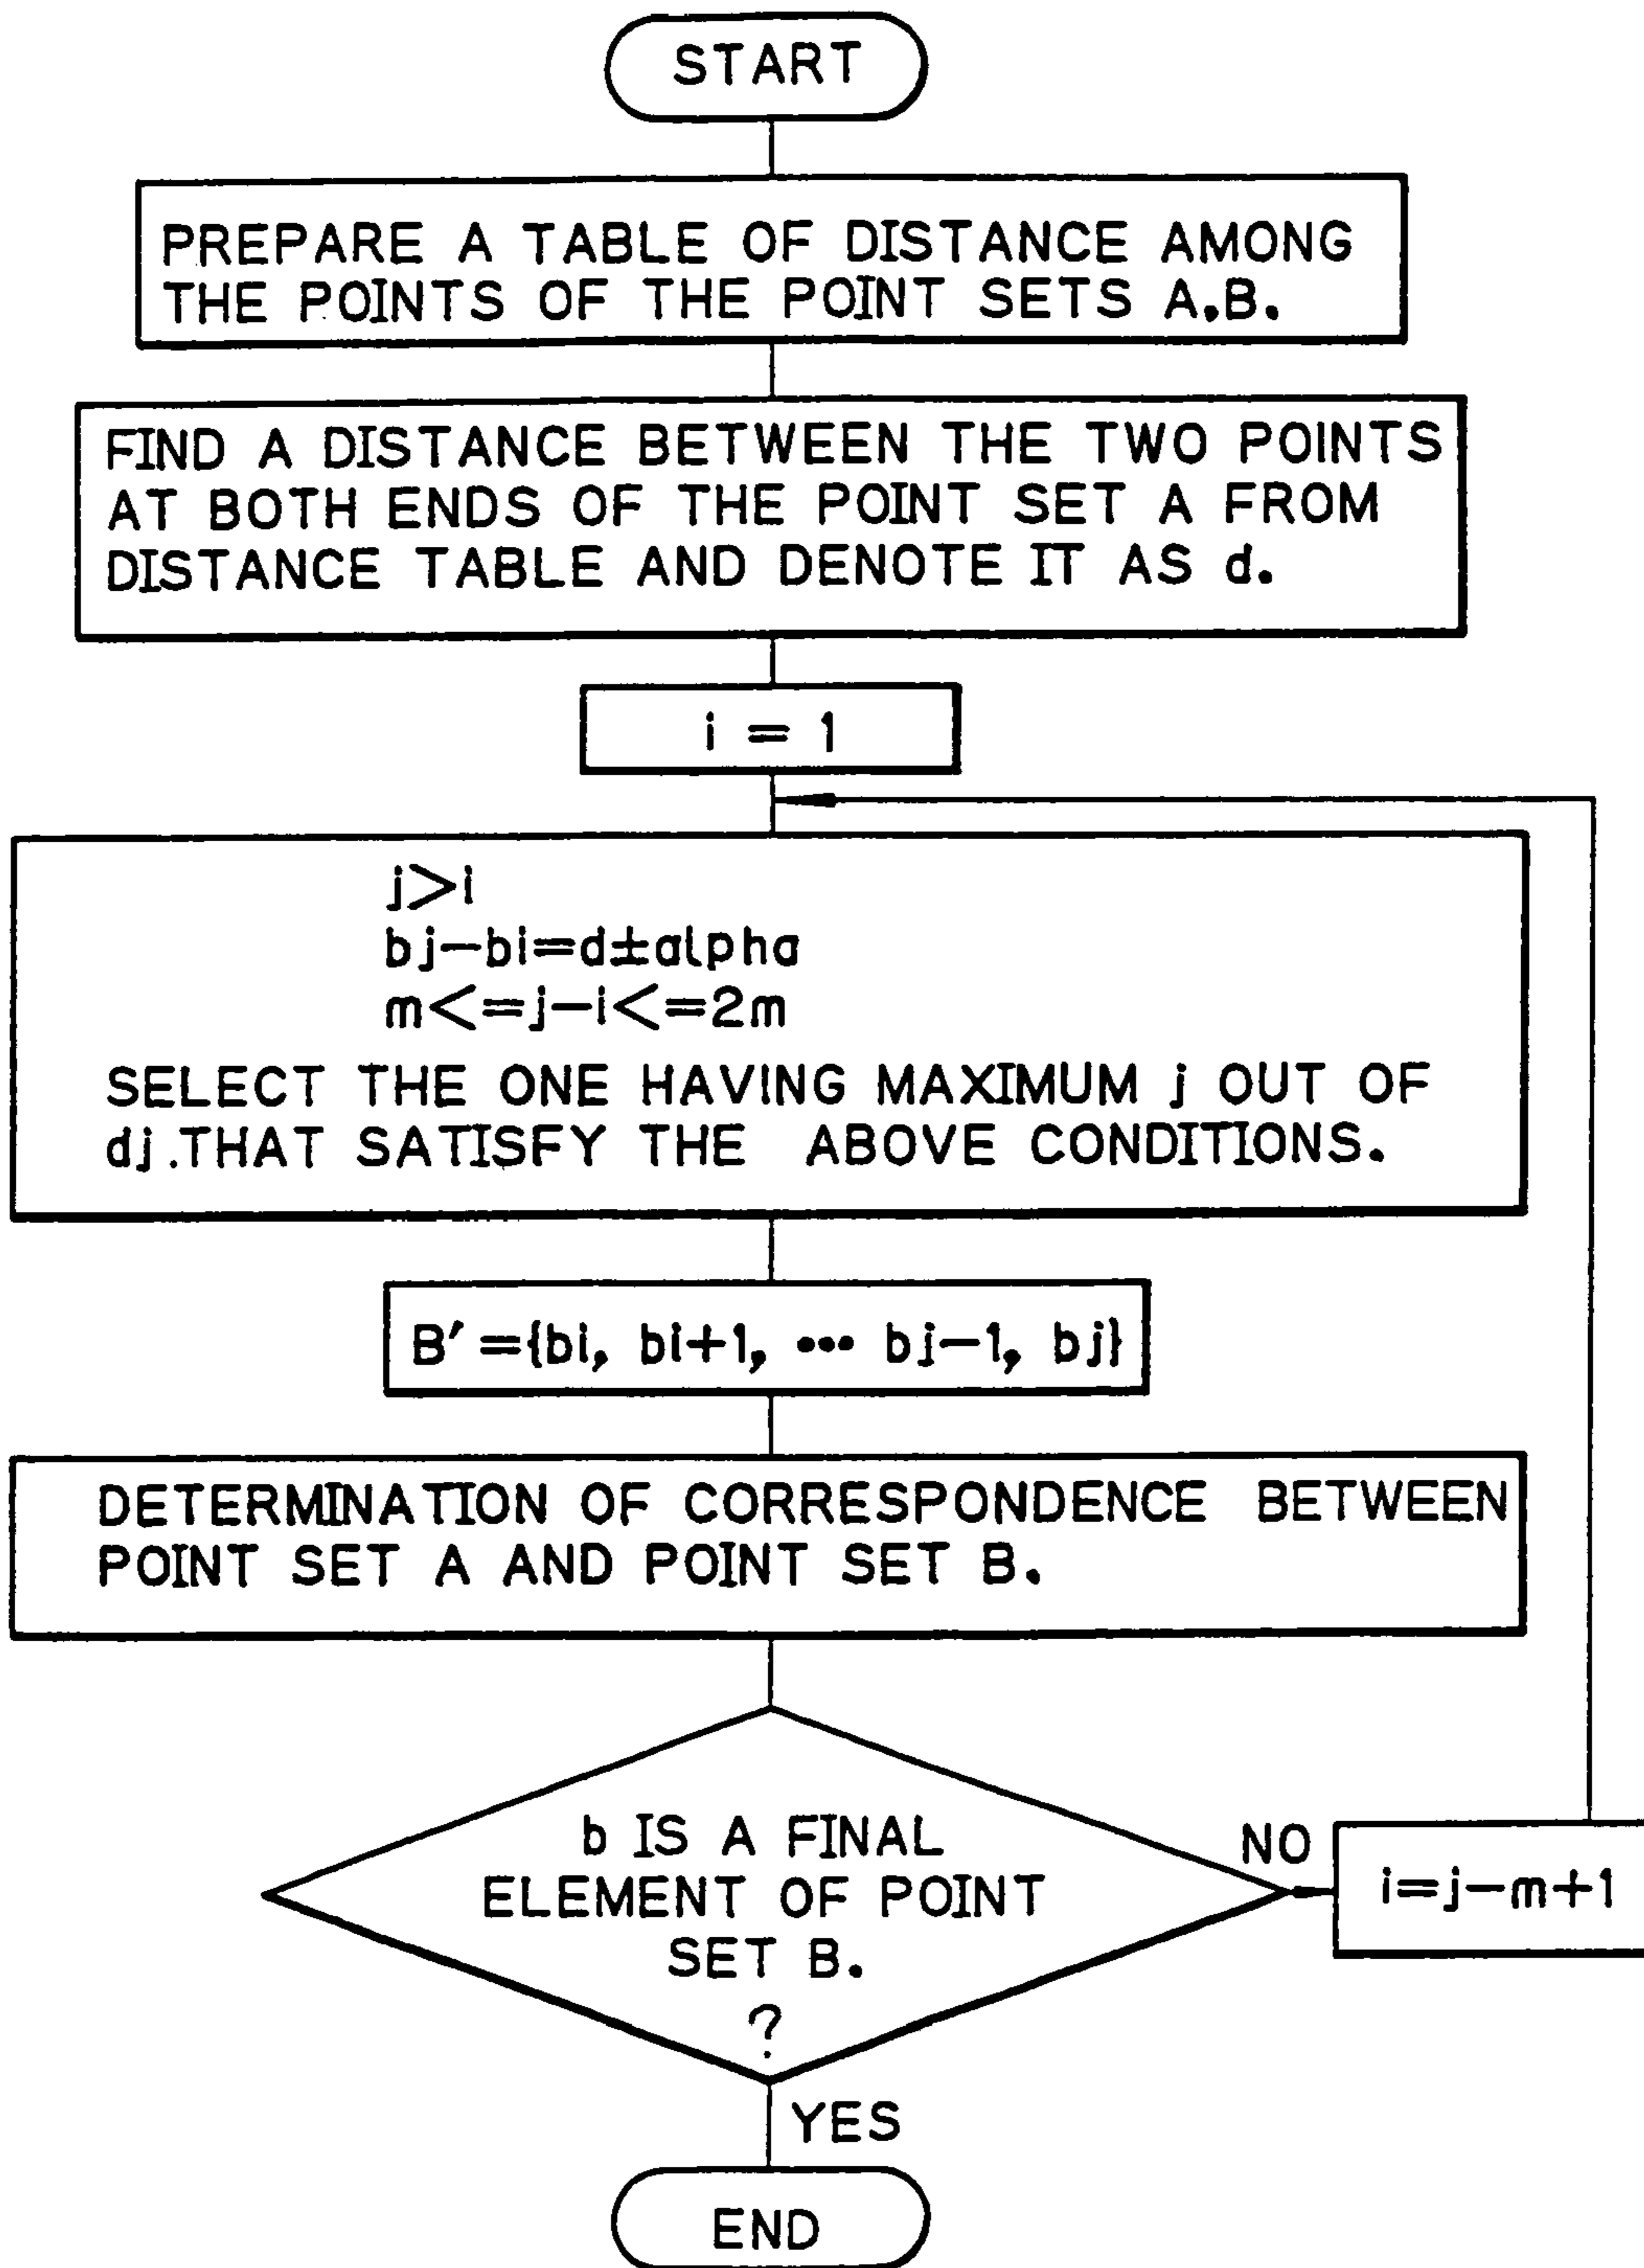 START
PREPARE A TABLE OF DISTANCE AMONG
THE POINTS OF THE POINT SETS A.B.
FIND A DISTANCE BETWEEN THE TWO POINTS
AT BOTH ENDS OF THE POINT SET A FROM
DISTANCE TABLE AND DENOTE IT AS d.
i = 1
j>i
bj-bi=d±alpha
m<=j-i<=2m
SELECT THE ONE HAVING MAXIMUM j OUT OF
dj.THAT SATISFY THE ABOVE CONDITIONS.
B'={bi, bi+1, ••• bj-1, bj}
DETERMINATION OF CORRESPONDENCE BETWEEN
POINT SET A AND POINT SET B.
b IS A FINAL
ELEMENT OF POINT
SET B.
?
NO
i=j-m+1
YES
END